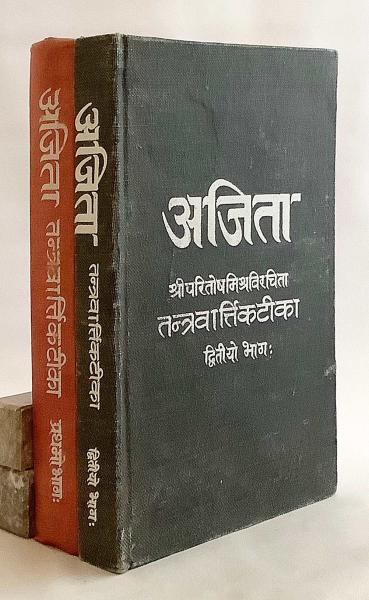 अजिता
तन्त्रवार्त्तिकटीका
प्रथमो भागः
अजिता
तन्त्रवार्त्तिकटीका
द्वितीयो भागः
अजिता
श्रीपरितोषमिश्रविरचिता
तन्त्रवार्त्तिकटीका
द्वितीयो भागः